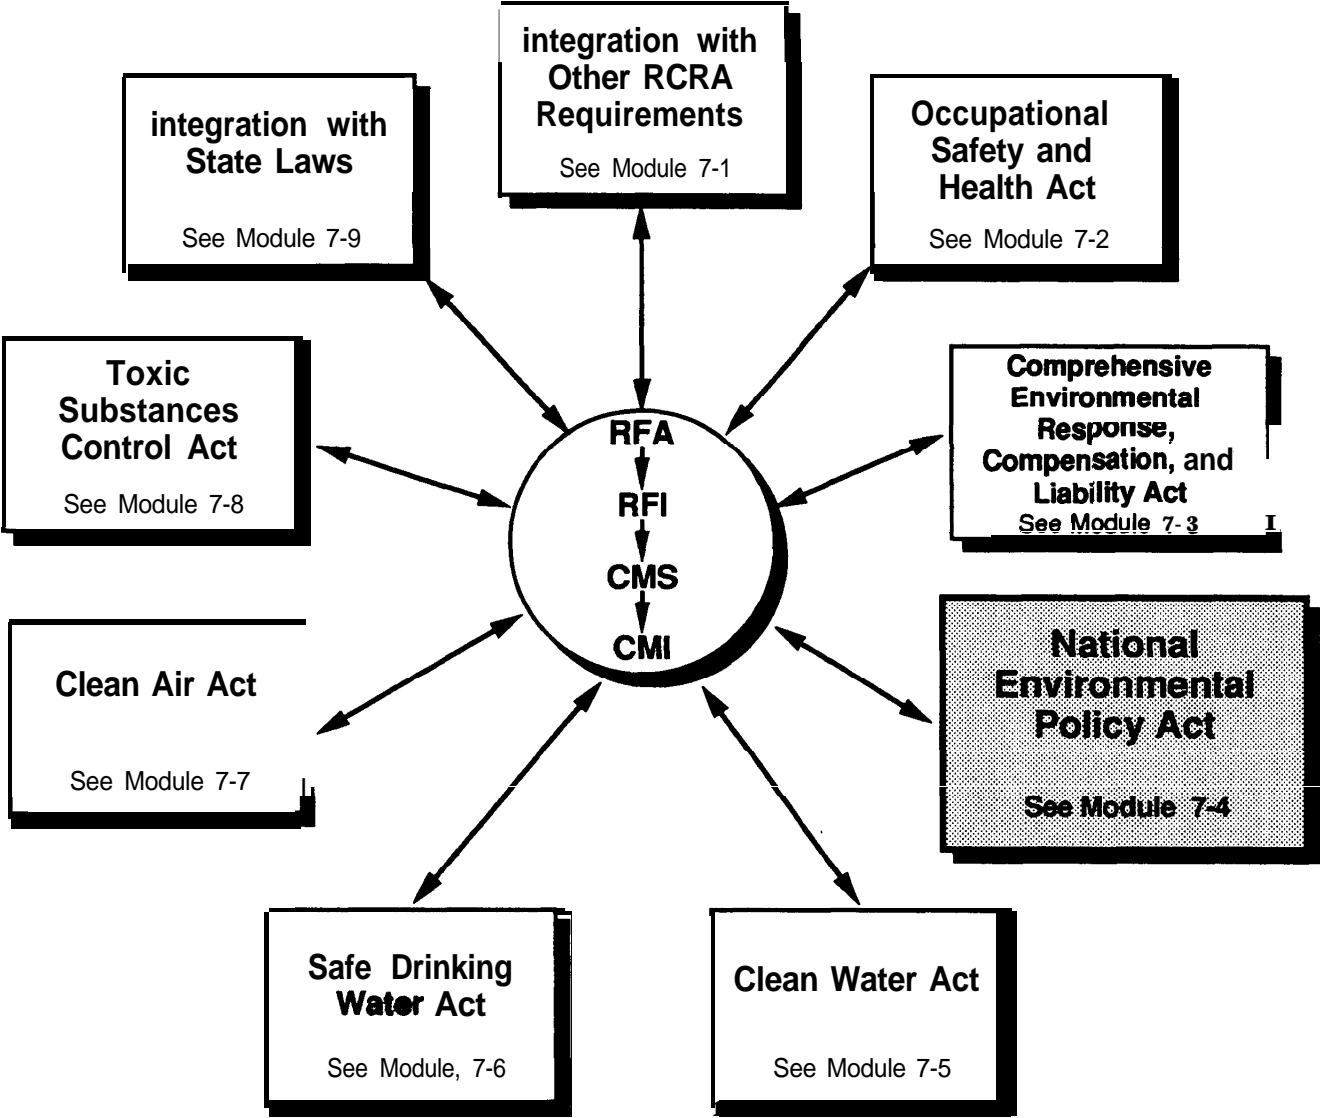 integration with
Other RCRA
Requirements
See Module 7-1
integration with
State Laws
See Module 7-9
Occupational
Safety and
Health Act
See Module 7-2
Toxic
Substances
Control Act
See Module 7-8
Comprehensive
Environmental
Response,
Compensation, and
Liability Act
See Module 7-3
RFA
RFI
CMS
CMI
Clean Air Act
See Module 7-7
National
Environmental
Policy Act
See Module 7-4
Safe Drinking
Water Act
See Module, 7-6
Clean Water Act
See Module 7-5